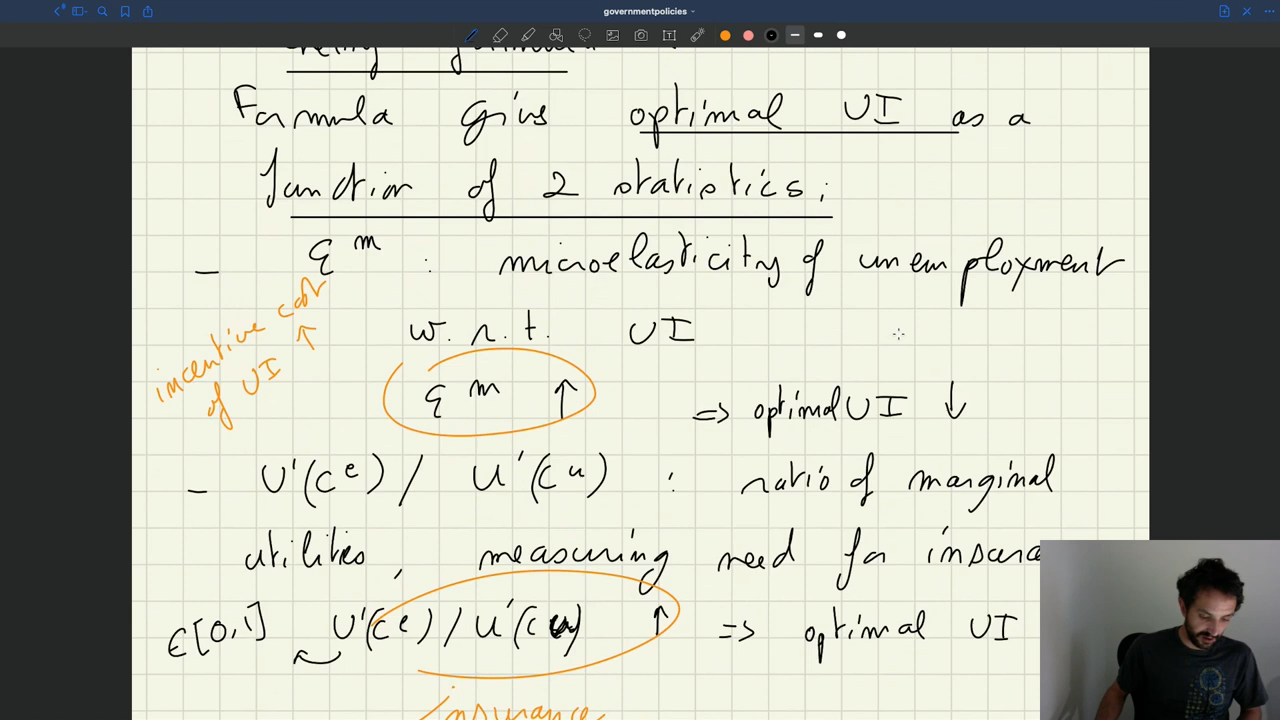 governmentpolicies
Formula gives optimal UI as a
function of 2 statistics:
- ε^m : microelasticity of unemployment
w.r.t. UI
incentive cost
of UI ↑
ε^m ↑ => optimal UI ↓
- U'(c^e) / U'(c^u) : ratio of marginal
utilities, measuring need for insura
∈[0,1] U'(c^e) / U'(c^u) ↑ => optimal UI
insurance